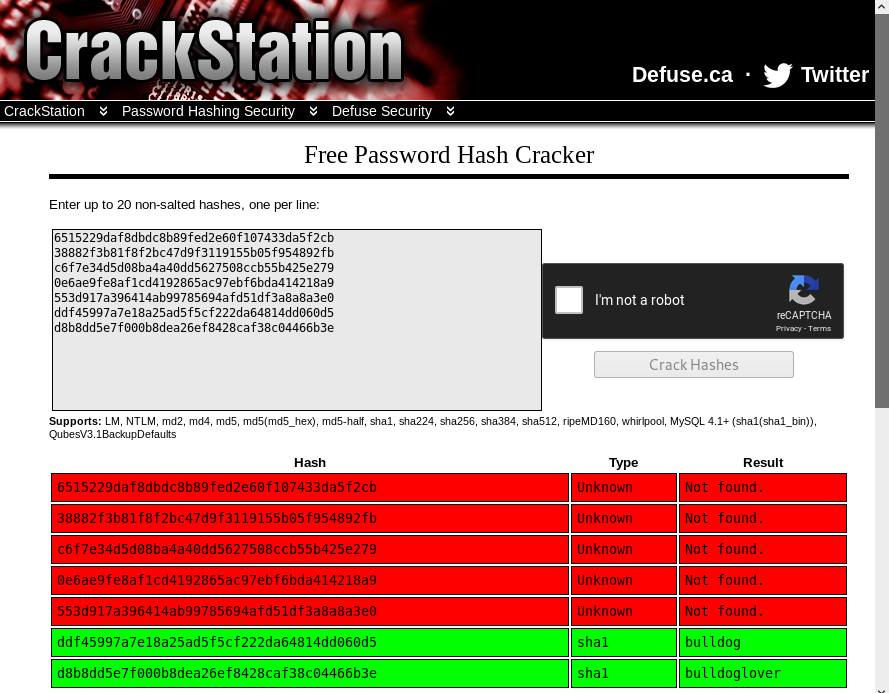 CrackStation
Defuse.ca · Twitter
CrackStation Password Hashing Security Defuse Security
Free Password Hash Cracker
Enter up to 20 non-salted hashes, one per line:
6515229daf8dbdc8b89fed2e60f107433da5f2cb
38882f3b81f8f2bc47d9f3119155b05f954892fb
c6f7e34d5d08ba4a40dd5627508ccb55b425e279
0e6ae9fe8af1cd4192865ac97ebf6bda414218a9
553d917a396414ab99785694afd51df3a8a8a3e0
ddf45997a7e18a25ad5f5cf222da64814dd060d5
d8b8dd5e7f000b8dea26ef8428caf38c04466b3e
I'm not a robot
reCAPTCHA
Privacy - Terms
Crack Hashes
Supports: LM, NTLM, md2, md4, md5, md5(md5_hex), md5-half, sha1, sha224, sha256, sha384, sha512, ripeMD160, whirlpool, MySQL 4.1+ (sha1(sha1_bin)),
QubesV3.1BackupDefaults
Hash Type Result
6515229daf8dbdc8b89fed2e60f107433da5f2cb Unknown Not found.
38882f3b81f8f2bc47d9f3119155b05f954892fb Unknown Not found.
c6f7e34d5d08ba4a40dd5627508ccb55b425e279 Unknown Not found.
0e6ae9fe8af1cd4192865ac97ebf6bda414218a9 Unknown Not found.
553d917a396414ab99785694afd51df3a8a8a3e0 Unknown Not found.
ddf45997a7e18a25ad5f5cf222da64814dd060d5 sha1 bulldog
d8b8dd5e7f000b8dea26ef8428caf38c04466b3e sha1 bulldoglover